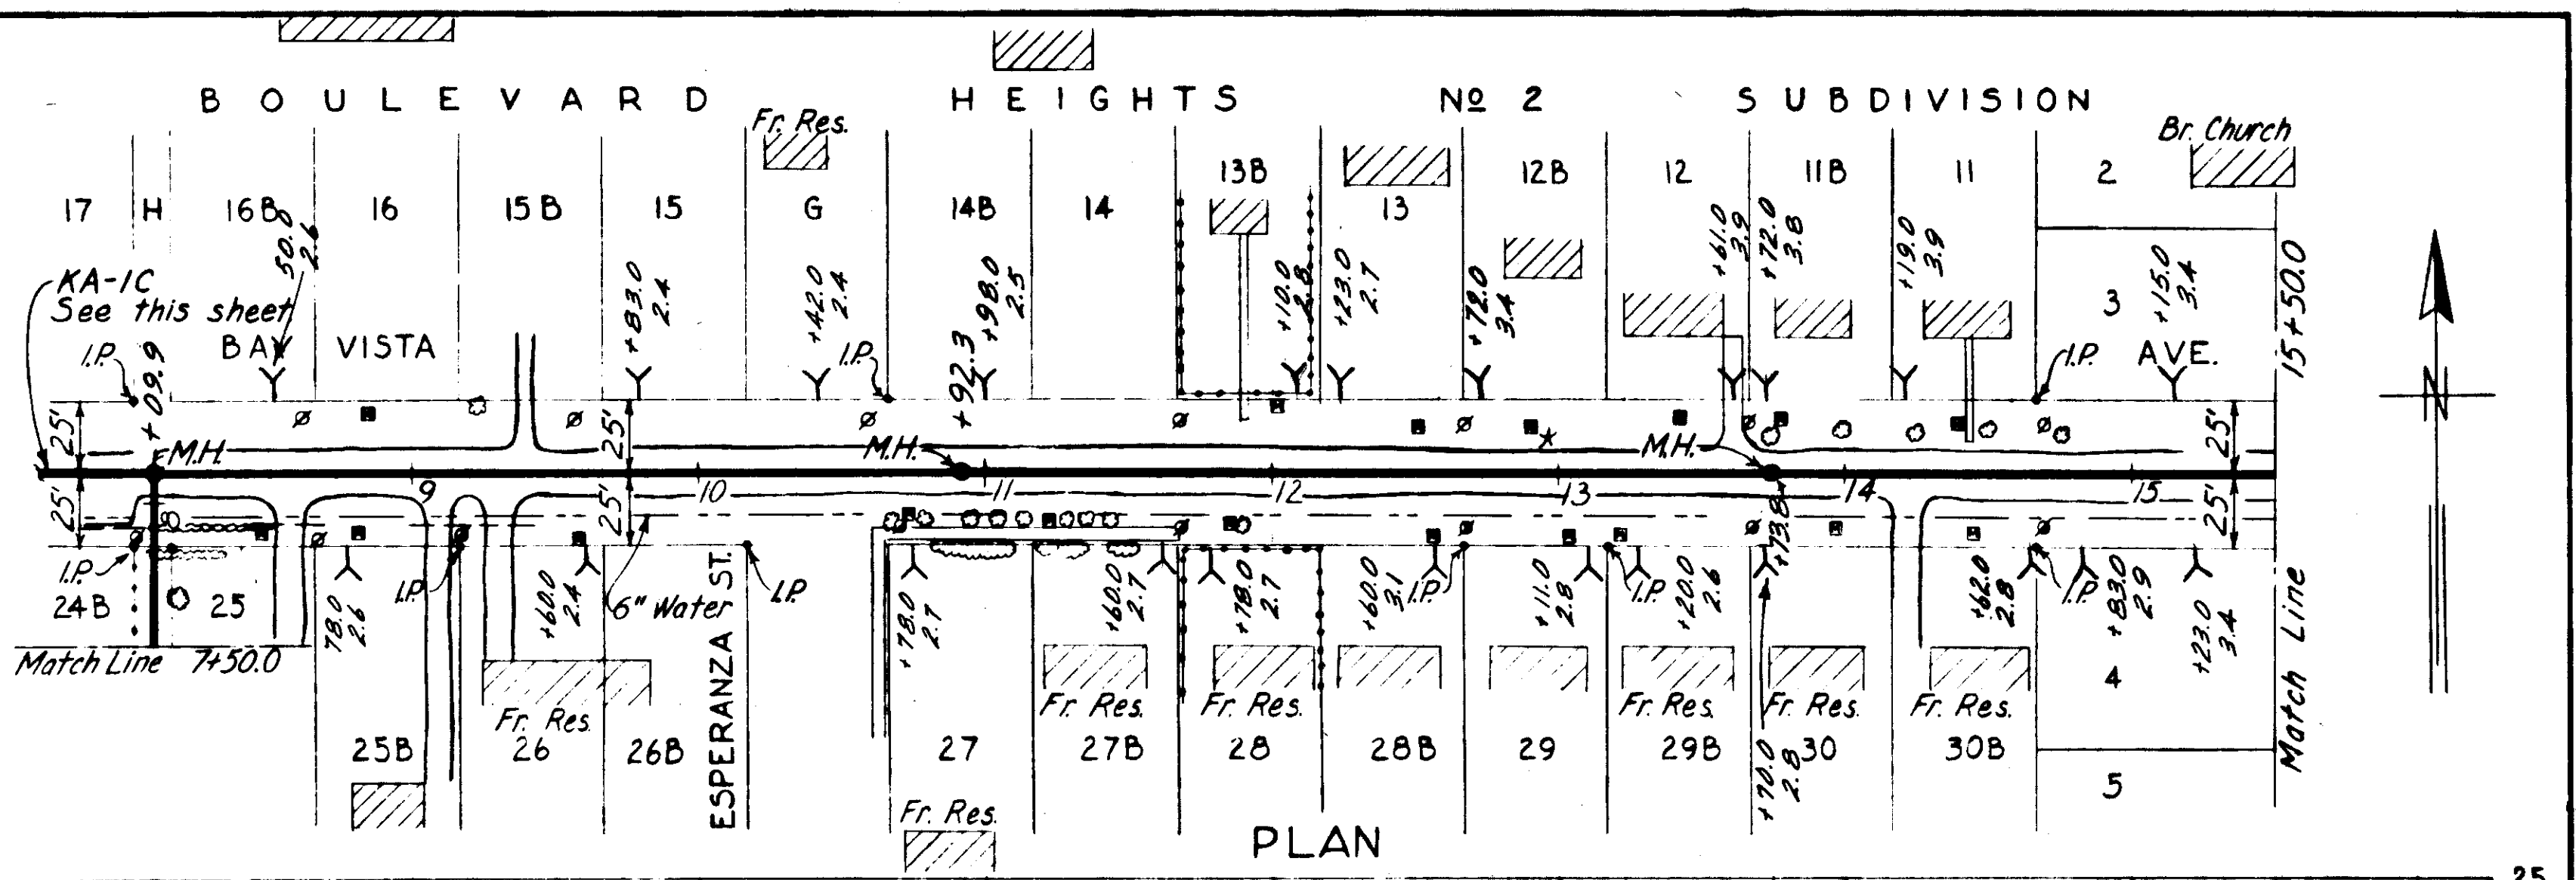 BOULEVARD HEIGHTS Nº 2 SUBDIVISION
Fr. Res.
Br. Church
17 H 16B 16 15B 15 G 14B 14 13B 13 12B 12 11B 11 2
50.0
2.6
+83.0
2.4
+42.0
2.4
+98.0
2.5
+10.0
2.8
+23.0
2.7
+72.0
3.4
+61.0
3.9
+72.0
3.8
+19.0
3.9
3
+15.0
3.4
15+50.0
KA-1C
See this sheet
BAY VISTA AVE.
I.P.
I.P.
I.P.
+09.9
+92.3
25'
25'
25'
M.H.
M.H.
M.H.
9 10 11 12 13 14 15
25'
25'
25'
+73.8
I.P.
I.P.
I.P.
I.P.
I.P.
I.P.
6" Water
24B 25
78.0
2.6
+60.0
2.4
+78.0
2.7
+60.0
2.7
+78.0
2.7
+60.0
3.1
+11.0
2.8
+20.0
2.6
+70.0
2.8
+62.0
2.8
+83.0
2.9
+23.0
3.4
Match Line 7+50.0
ESPERANZA ST.
Match Line
Fr. Res.
Fr. Res.
Fr. Res.
Fr. Res.
Fr. Res.
Fr. Res.
25B 26 26B 27 27B 28 28B 29 29B 30 30B 4
5
Fr. Res.
PLAN
N
25